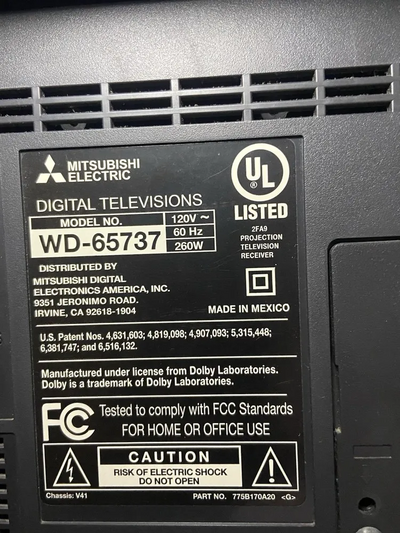 MITSUBISHI
ELECTRIC
DIGITAL TELEVISIONS
MODEL NO.
WD-65737
120V ~
60 Hz
260W
UL
®
LISTED
2FA9
PROJECTION
TELEVISION
RECEIVER
DISTRIBUTED BY
MITSUBISHI DIGITAL
ELECTRONICS AMERICA, INC.
9351 JERONIMO ROAD.
IRVINE, CA 92618-1904
MADE IN MEXICO
U.S. Patent Nos. 4,631,603; 4,819,098; 4,907,093; 5,315,448;
6,381,747; and 6,516,132.
Manufactured under license from Dolby Laboratories.
Dolby is a trademark of Dolby Laboratories.
FC
Tested to comply with FCC Standards
FOR HOME OR OFFICE USE
CAUTION
RISK OF ELECTRIC SHOCK
DO NOT OPEN
Chassis: V41
PART NO. 775B170A20 <G>